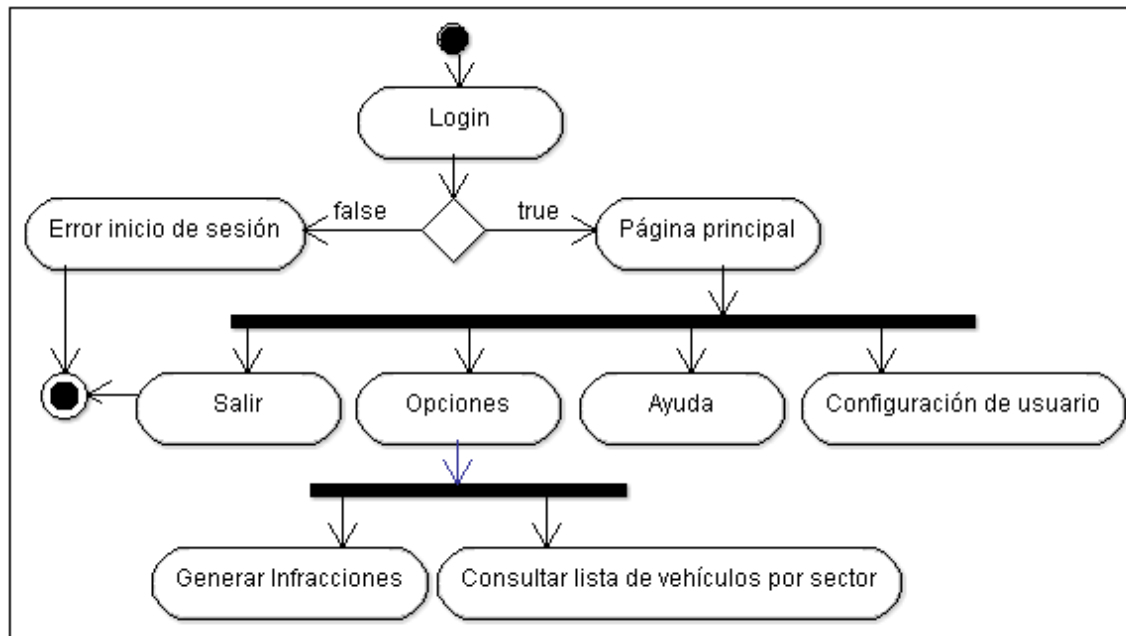 Login
false
true
Error inicio de sesión
Página principal
Salir
Opciones
Ayuda
Configuración de usuario
Generar Infracciones
Consultar lista de vehículos por sector